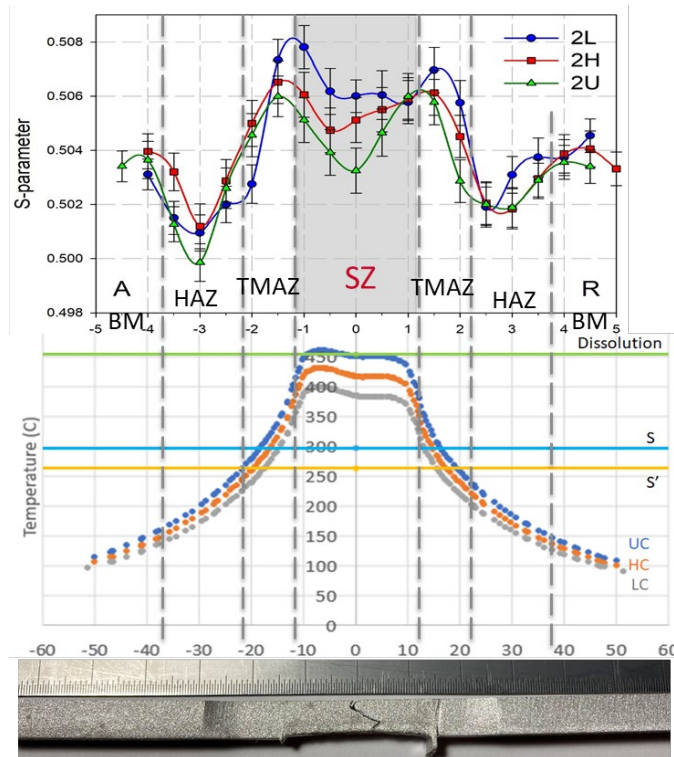 0.508
0.506
0.504
0.502
0.500
0.498
S-parameter
2L
2H
2U
A HAZ TMAZ SZ TMAZ HAZ R
-5 -4 -3 -2 -1 0 1 2 3 4 5
BM BM
Dissolution
450
400
350
300
250
200
150
100
50
0
Temperature (C)
S
S'
UC
HC
LC
-60 -50 -40 -30 -20 -10 0 10 20 30 40 50 60